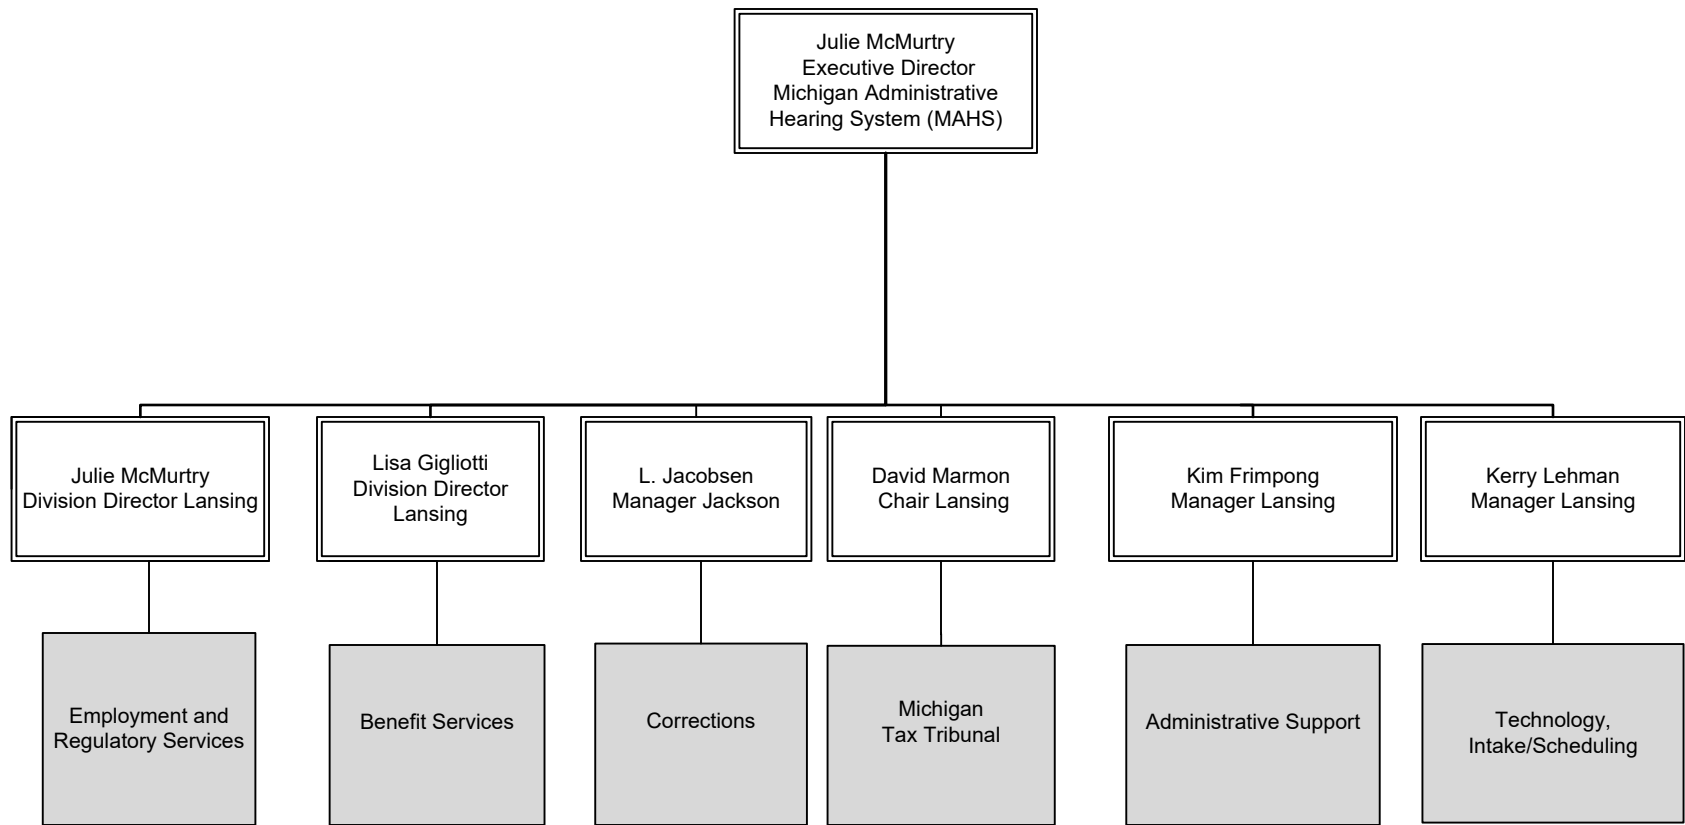 Julie McMurtry
Executive Director
Michigan Administrative
Hearing System (MAHS)
Julie McMurtry
Division Director Lansing
Lisa Gigliotti
Division Director
Lansing
L. Jacobsen
Manager Jackson
David Marmon
Chair Lansing
Kim Frimpong
Manager Lansing
Kerry Lehman
Manager Lansing
Employment and
Regulatory Services
Benefit Services
Corrections
Michigan
Tax Tribunal
Administrative Support
Technology,
Intake/Scheduling